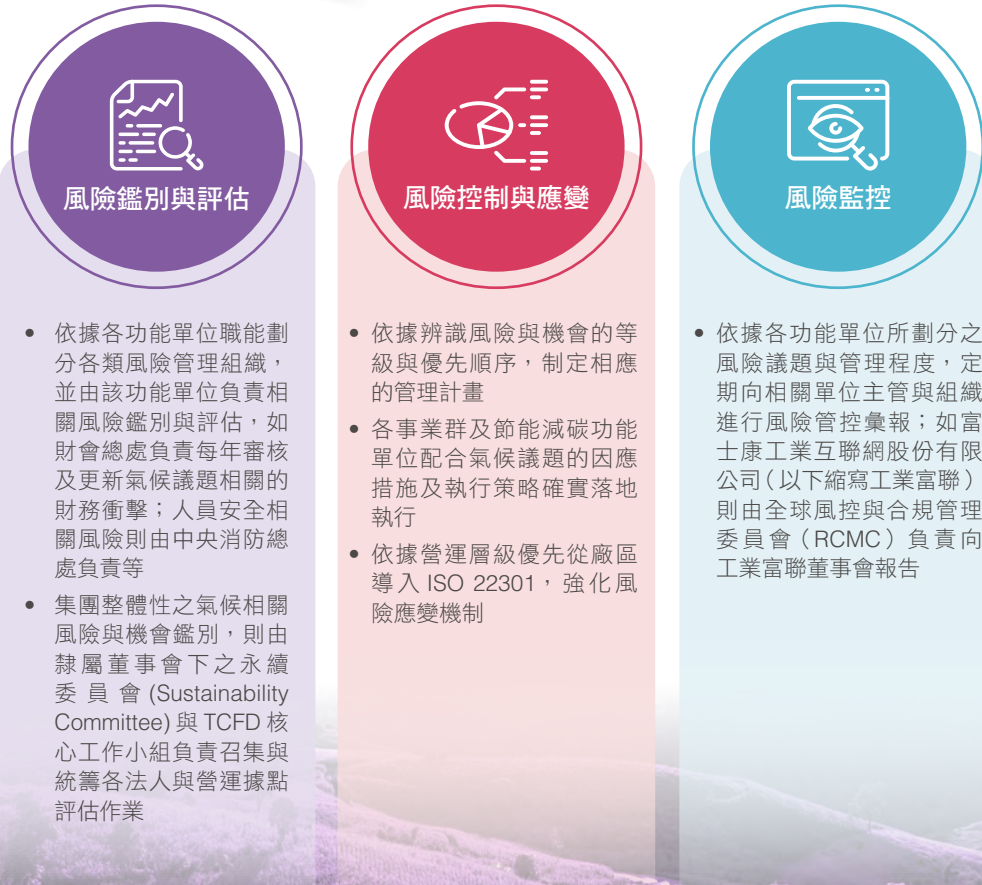 風險鑑別與評估
依據各功能單位職能劃
分各類風險管理組織，
並由該功能單位負責相
關風險鑑別與評估，如
財會總處負責每年審核
及更新氣候議題相關的
財務衝擊；人員安全相
關風險則由中央消防總
處負責等
集團整體性之氣候相關
風險與機會鑑別，則由
隸屬董事會下之永續
委員會 (Sustainability
Committee) 與 TCFD 核
心工作小組負責召集與
統籌各法人與營運據點
評估作業
風險控制與應變
依據辨識風險與機會的等
級與優先順序，制定相應
的管理計畫
各事業群及節能減碳功能
單位配合氣候議題的因應
措施及執行策略確實落地
執行
依據營運層級優先從廠區
導入 ISO 22301，強化風
險應變機制
風險監控
依據各功能單位所劃分之
風險議題與管理程度，定
期向相關單位主管與組織
進行風險管控彙報；如富
士康工業互聯網股份有限
公司（以下縮寫工業富聯）
則由全球風控與合規管理
委員會（RCMC）負責向
工業富聯董事會報告